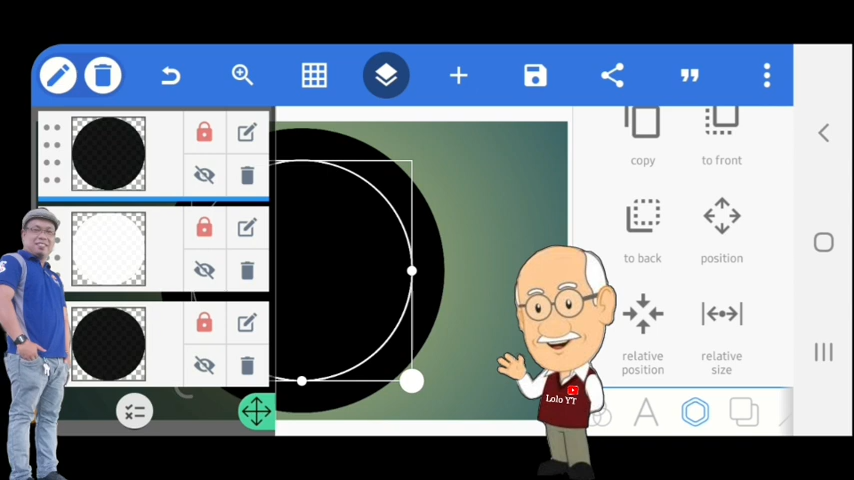 copy
to front
to back
position
relative
position
relative
size
Lolo YT